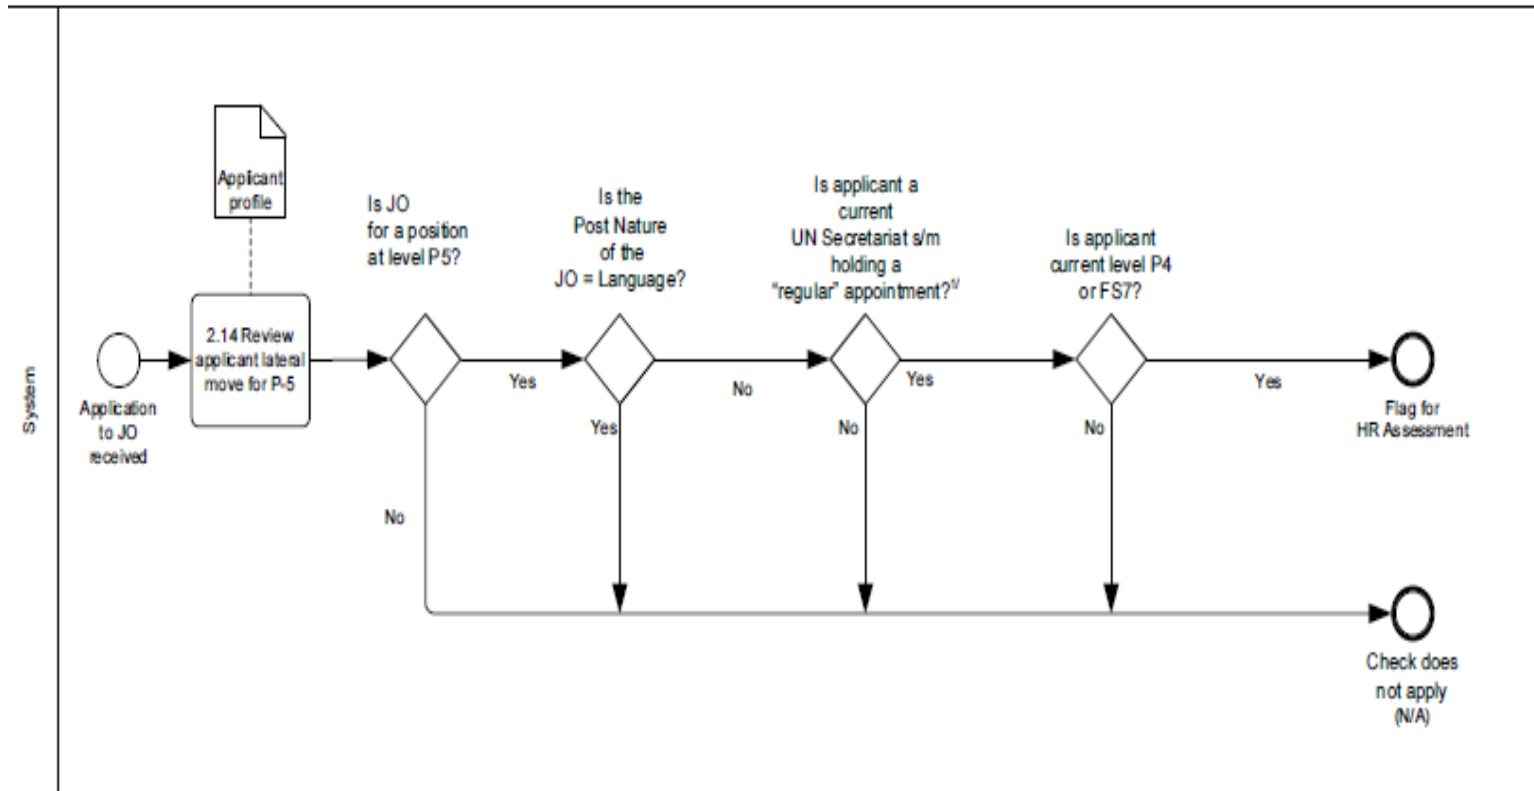 System
Applicant
profile
Application
to JO
received
2.14 Review
applicant lateral
move for P-5
Is JO
for a position
at level P5?
Yes
No
Is the
Post Nature
of the
JO = Language?
No
Yes
Is applicant a
current
UN Secretariat s/m
holding a
“regular” appointment?1/
Yes
No
Is applicant
current level P4
or FS7?
Yes
No
Flag for
HR Assessment
Check does
not apply
(N/A)